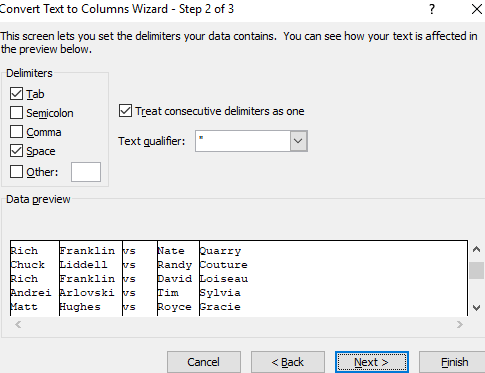 Convert Text to Columns Wizard - Step 2 of 3
This screen lets you set the delimiters your data contains. You can see how your text is affected in
the preview below.
Delimiters
Tab
Semicolon
Comma
Space
Other:
Treat consecutive delimiters as one
Text qualifier: "
Data preview
Rich Franklin vs Nate Quarry
Chuck Liddell vs Randy Couture
Rich Franklin vs David Loiseau
Andrei Arlovski vs Tim Sylvia
Matt Hughes vs Royce Gracie
Cancel < Back Next > Finish